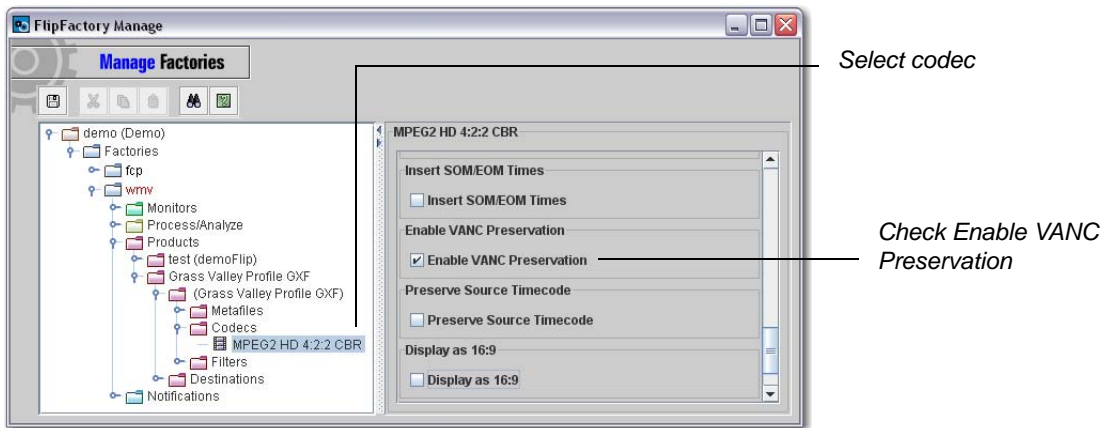 FlipFactory Manage
Manage Factories
Select codec
demo (Demo)
Factories
fcp
wmv
Monitors
Process/Analyze
Products
test (demoFlip)
Grass Valley Profile GXF
(Grass Valley Profile GXF)
Metafiles
Codecs
MPEG2 HD 4:2:2 CBR
Filters
Destinations
Notifications
MPEG2 HD 4:2:2 CBR
Insert SOM/EOM Times
Insert SOM/EOM Times
Enable VANC Preservation
Enable VANC Preservation
Preserve Source Timecode
Preserve Source Timecode
Display as 16:9
Display as 16:9
Check Enable VANC
Preservation